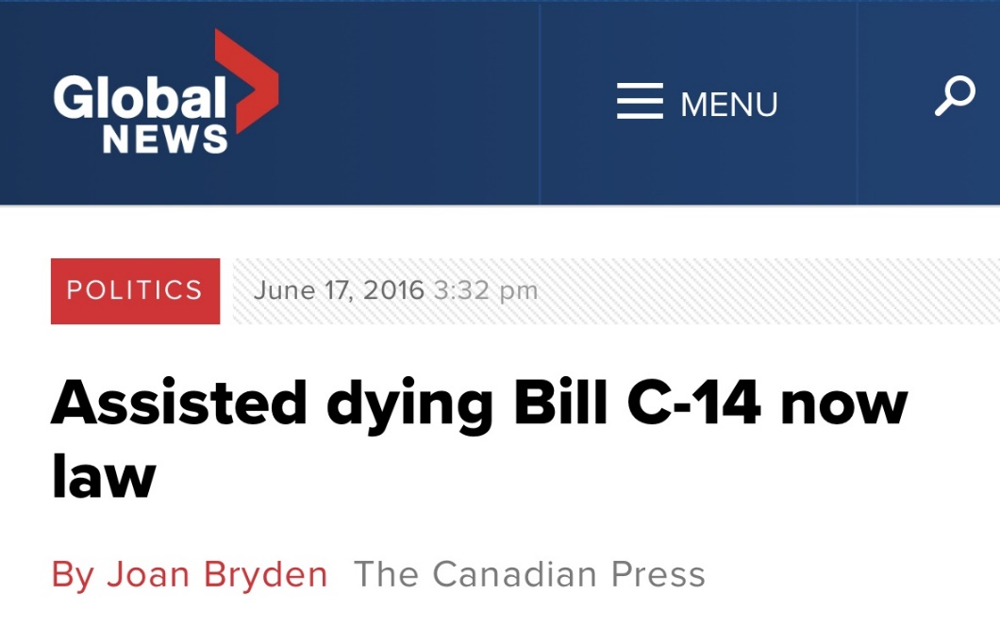 Global
NEWS
MENU
POLITICS
June 17, 2016 3:32 pm
Assisted dying Bill C-14 now
law
By Joan Bryden The Canadian Press